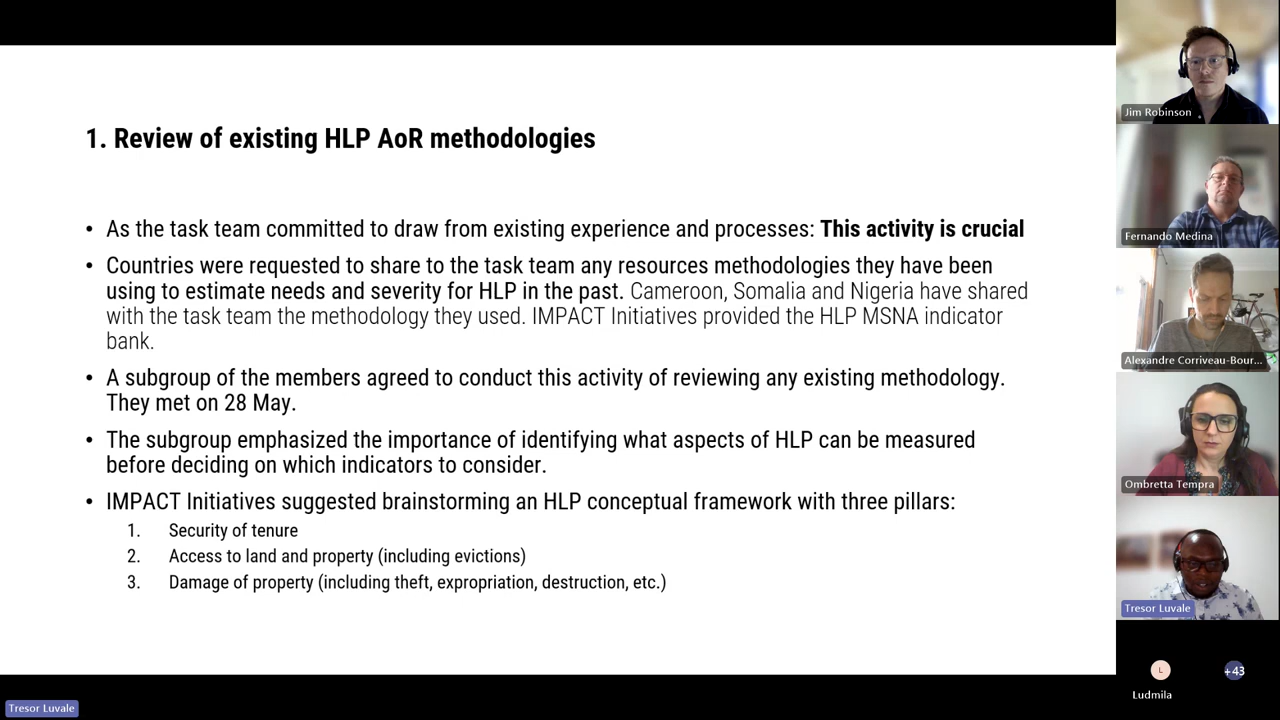 1. Review of existing HLP AoR methodologies
• As the task team committed to draw from existing experience and processes: This activity is crucial
• Countries were requested to share to the task team any resources methodologies they have been
using to estimate needs and severity for HLP in the past. Cameroon, Somalia and Nigeria have shared
with the task team the methodology they used. IMPACT Initiatives provided the HLP MSNA indicator
bank.
• A subgroup of the members agreed to conduct this activity of reviewing any existing methodology.
They met on 28 May.
• The subgroup emphasized the importance of identifying what aspects of HLP can be measured
before deciding on which indicators to consider.
• IMPACT Initiatives suggested brainstorming an HLP conceptual framework with three pillars:
1. Security of tenure
2. Access to land and property (including evictions)
3. Damage of property (including theft, expropriation, destruction, etc.)
Jim Robinson
Fernando Medina
Alexandre Corriveau-Bour...
Ombretta Tempra
Tresor Luvale
L
+43
Ludmila
Tresor Luvale